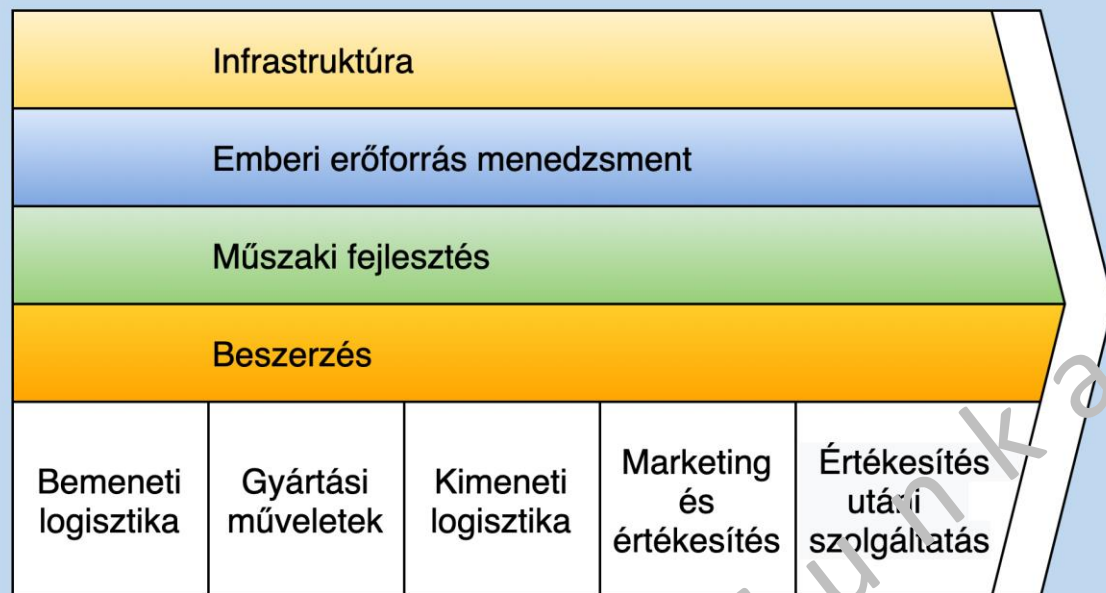 Infrastruktúra
Emberi erőforrás menedzsment
Műszaki fejlesztés
Beszerzés
Bemeneti
logisztika
Gyártási
műveletek
Kimeneti
logisztika
Marketing
és
értékesítés
Értékesítés
utáni
szolgáltatás
unka